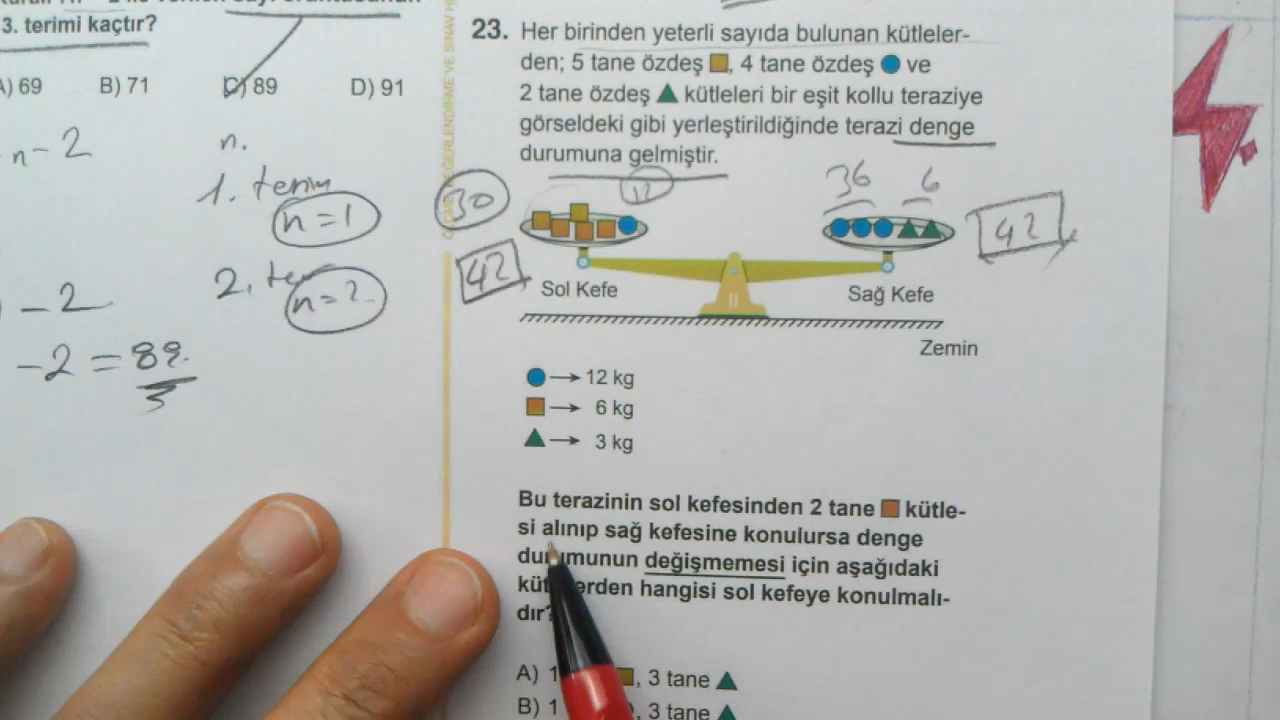 3. terimi kaçtır?
A) 69 B) 71 C) 89 D) 91
n-2 n.
1. terim
n=1
2. ter
n=2
-2
-2 = 89
23. Her birinden yeterli sayıda bulunan kütleler-
den; 5 tane özdeş , 4 tane özdeş ve
2 tane özdeş kütleleri bir eşit kollu teraziye
görseldeki gibi yerleştirildiğinde terazi denge
durumuna gelmiştir.
30 12 36 6
42 42
Sol Kefe Sağ Kefe
Zemin
12 kg
6 kg
3 kg
Bu terazinin sol kefesinden 2 tane kütle-
si alınıp sağ kefesine konulursa denge
durumunun değişmemesi için aşağıdaki
hangisi sol kefeye konulmalı-
dır?
A) 1 , 3 tane
B) 1 , 3 tane